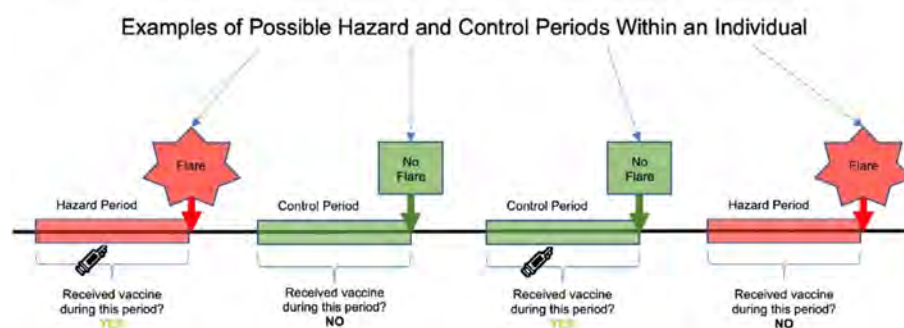 Examples of Possible Hazard and Control Periods Within an Individual
Flare
No
Flare
No
Flare
Flare
Hazard Period
Control Period
Control Period
Hazard Period
Received vaccine
during this period?
YES
Received vaccine
during this period?
NO
Received vaccine
during this period?
YES
Received vaccine
during this period?
NO